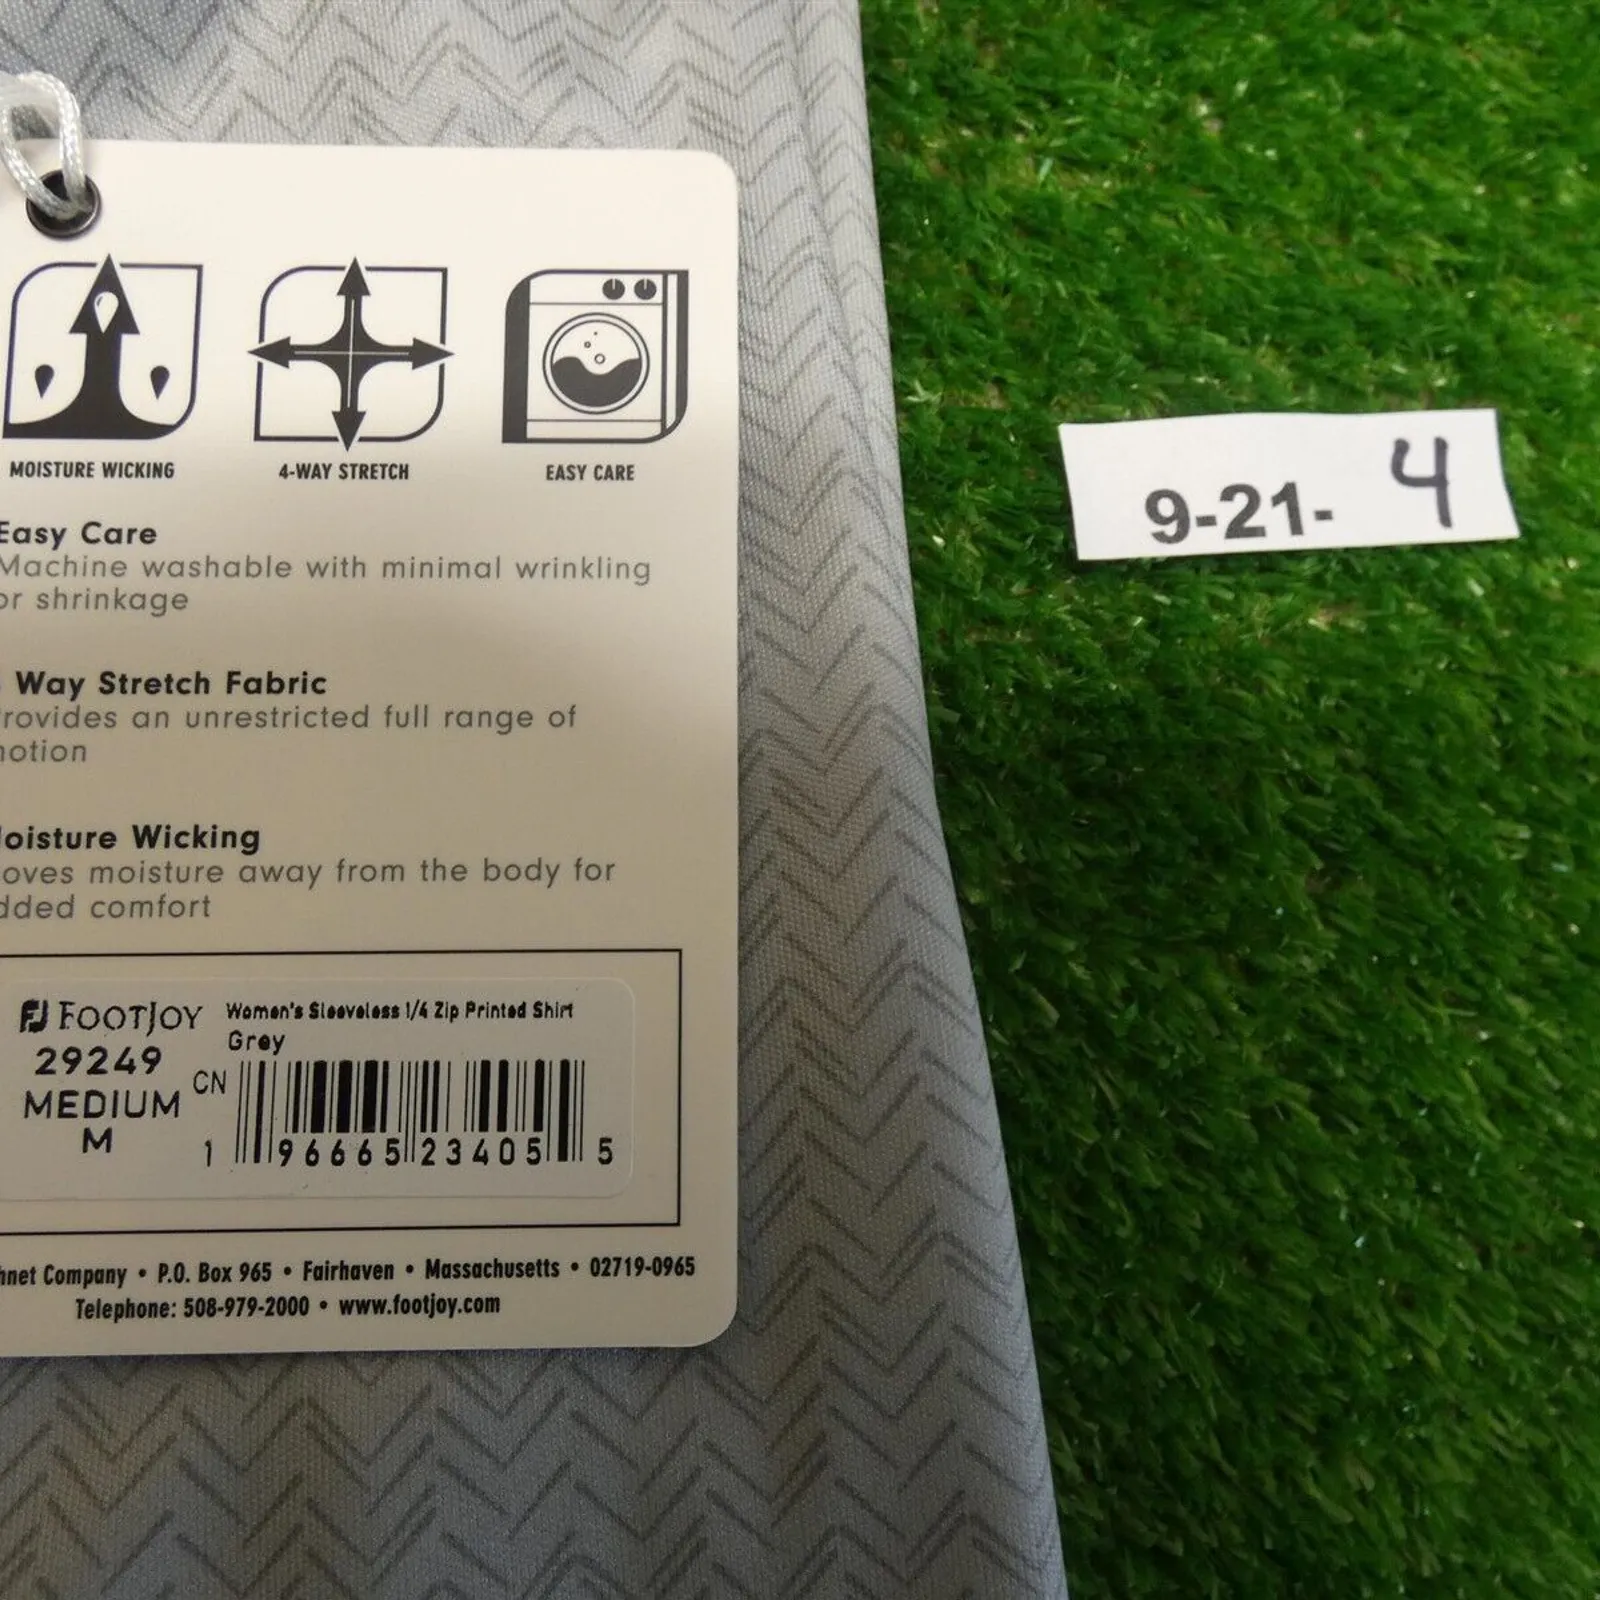 MOISTURE WICKING
4-WAY STRETCH
EASY CARE
9-21- 4
Easy Care
Machine washable with minimal wrinkling
or shrinkage
Way Stretch Fabric
rovides an unrestricted full range of
otion
oisture Wicking
oves moisture away from the body for
dded comfort
FJ FOOTJOY
Women's Sleeveless 1/4 Zip Printed Shirt
Grey
29249
MEDIUM
M
CN
1 96665 23405 5
hnet Company • P.O. Box 965 • Fairhaven • Massachusetts • 02719-0965
Telephone: 508-979-2000 • www.footjoy.com